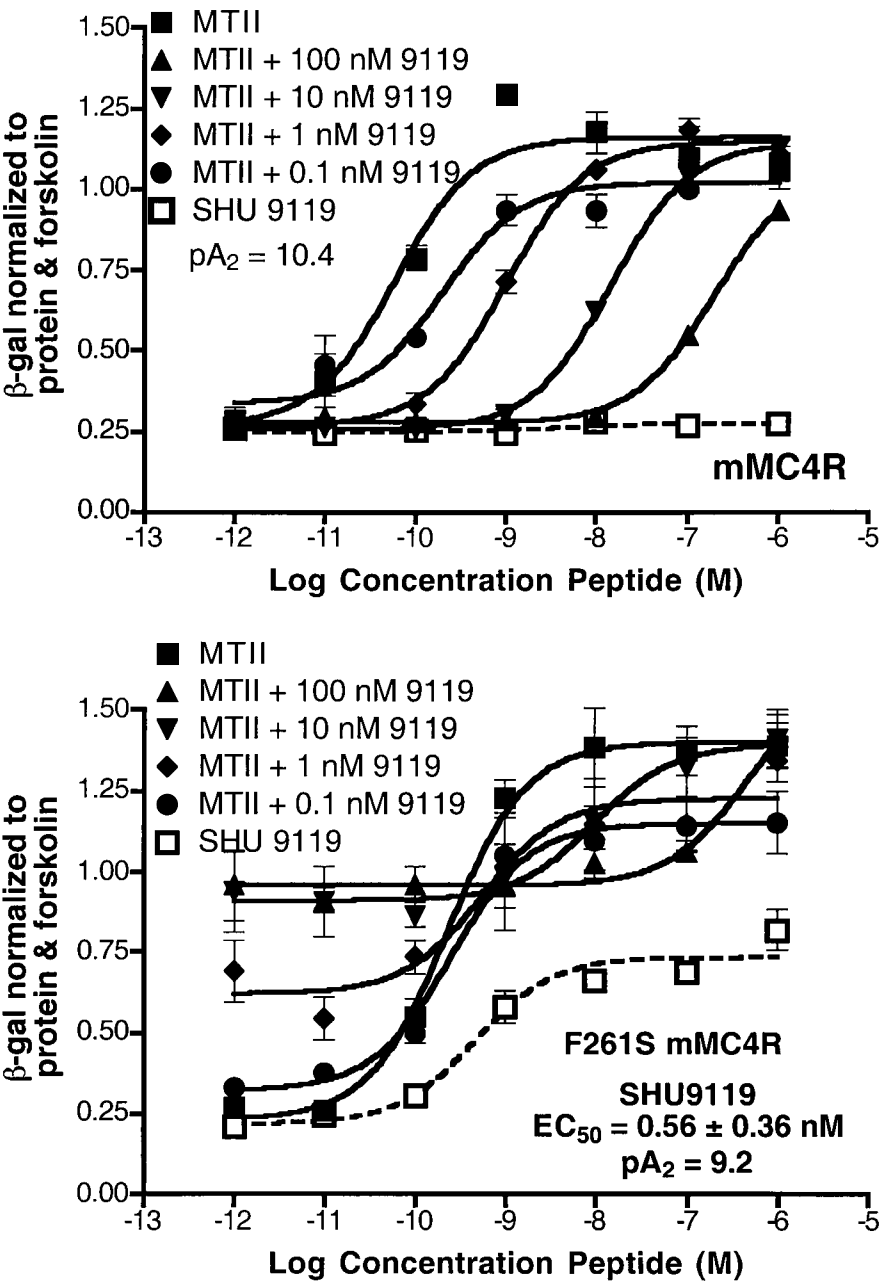 β-gal normalized to
protein & forskolin
1.50
1.25
1.00
0.75
0.50
0.25
0.00
MTII
MTII + 100 nM 9119
MTII + 10 nM 9119
MTII + 1 nM 9119
MTII + 0.1 nM 9119
SHU 9119
pA2 = 10.4
mMC4R
-13 -12 -11 -10 -9 -8 -7 -6 -5
Log Concentration Peptide (M)
β-gal normalized to
protein & forskolin
1.50
1.25
1.00
0.75
0.50
0.25
0.00
MTII
MTII + 100 nM 9119
MTII + 10 nM 9119
MTII + 1 nM 9119
MTII + 0.1 nM 9119
SHU 9119
F261S mMC4R
SHU9119
EC50 = 0.56 ± 0.36 nM
pA2 = 9.2
-13 -12 -11 -10 -9 -8 -7 -6 -5
Log Concentration Peptide (M)